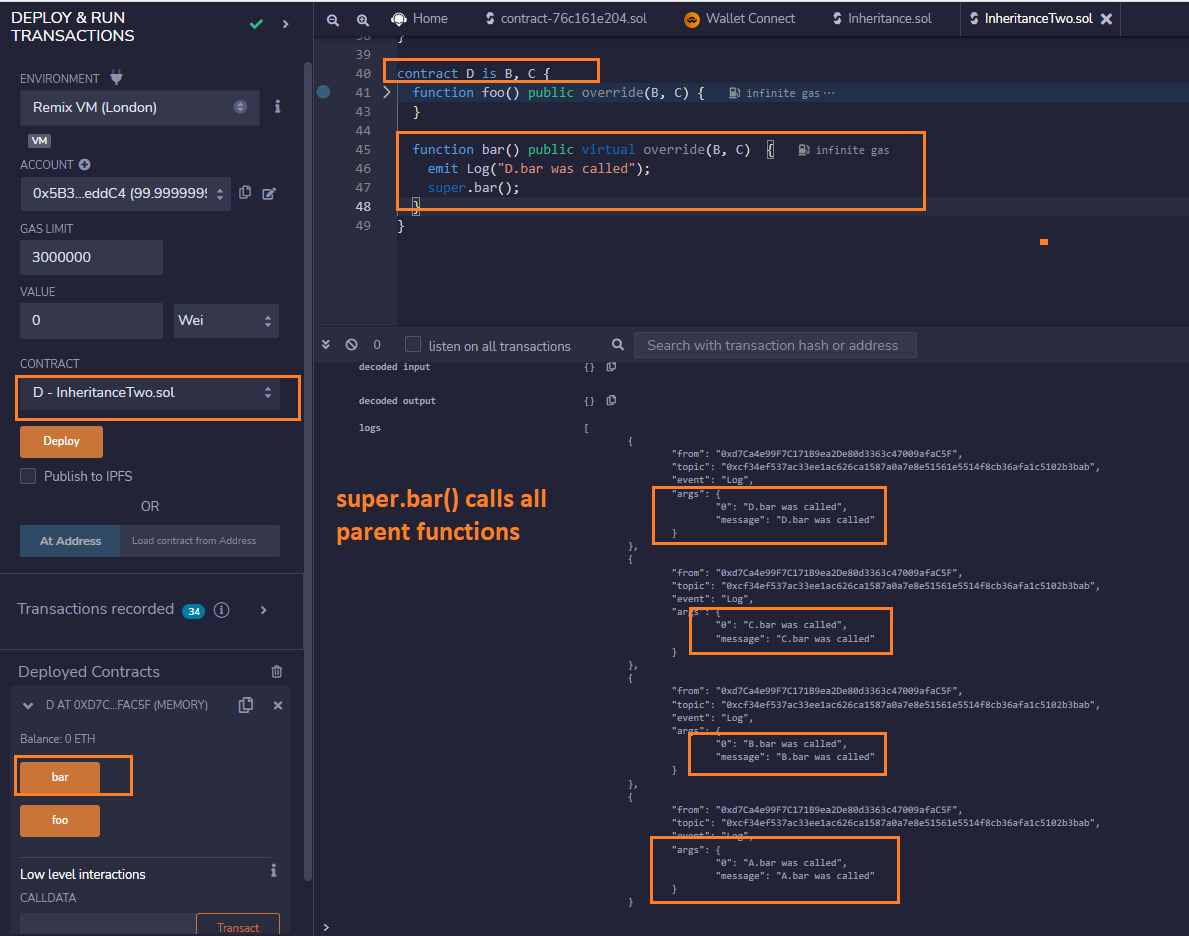 DEPLOY & RUN
TRANSACTIONS
ENVIRONMENT
Remix VM (London)
VM
ACCOUNT
0x5B3...eddC4 (99.9999999
GAS LIMIT
3000000
VALUE
0
Wei
CONTRACT
D - InheritanceTwo.sol
Deploy
Publish to IPFS
OR
At Address
Load contract from Address
Transactions recorded 34
Deployed Contracts
D AT 0XD7C...FAC5F (MEMORY)
Balance: 0 ETH
bar
foo
Low level interactions
CALLDATA
Transact
Home
contract-76c161e204.sol
Wallet Connect
Inheritance.sol
InheritanceTwo.sol
38 }
39
40 contract D is B, C {
41 function foo() public override(B, C) { infinite gas ···
43 }
44
45 function bar() public virtual override(B, C) { infinite gas
46 emit Log("D.bar was called");
47 super.bar();
48 }
49 }
0
listen on all transactions
Search with transaction hash or address
decoded input {}
decoded output {}
logs [
{
"from": "0xd7Ca4e99F7C171B9ea2De80d3363c47009afaC5F",
"topic": "0xcf34ef537ac33ee1ac626ca1587a0a7e8e51561e5514f8cb36afa1c5102b3bab",
"event": "Log",
"args": {
"0": "D.bar was called",
"message": "D.bar was called"
}
},
{
"from": "0xd7Ca4e99F7C171B9ea2De80d3363c47009afaC5F",
"topic": "0xcf34ef537ac33ee1ac626ca1587a0a7e8e51561e5514f8cb36afa1c5102b3bab",
"event": "Log",
"args": {
"0": "C.bar was called",
"message": "C.bar was called"
}
},
{
"from": "0xd7Ca4e99F7C171B9ea2De80d3363c47009afaC5F",
"topic": "0xcf34ef537ac33ee1ac626ca1587a0a7e8e51561e5514f8cb36afa1c5102b3bab",
"event": "Log",
"args": {
"0": "B.bar was called",
"message": "B.bar was called"
}
},
{
"from": "0xd7Ca4e99F7C171B9ea2De80d3363c47009afaC5F",
"topic": "0xcf34ef537ac33ee1ac626ca1587a0a7e8e51561e5514f8cb36afa1c5102b3bab",
"event": "Log",
"args": {
"0": "A.bar was called",
"message": "A.bar was called"
}
}
super.bar() calls all
parent functions
>